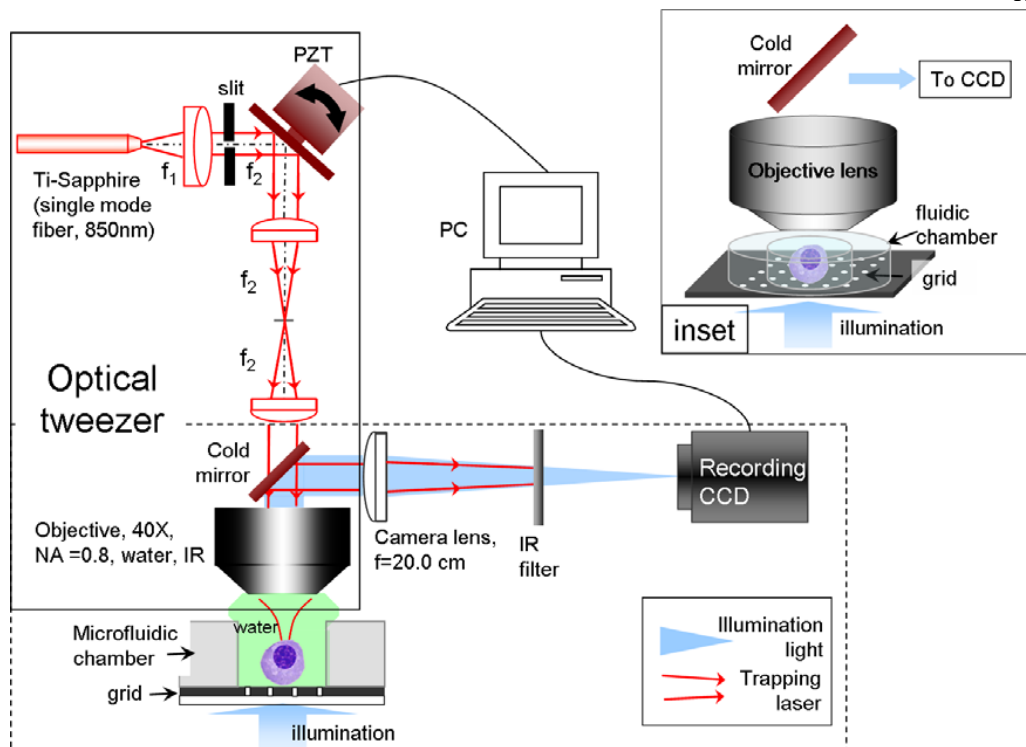 PZT
slit
f1
f2
Ti-Sapphire
(single mode
fiber, 850nm)
f2
f2
Optical
tweezer
PC
Cold
mirror
To CCD
Objective lens
fluidic
chamber
grid
inset
illumination
Cold
mirror
Recording
CCD
Objective, 40X,
NA =0.8, water, IR
Camera lens,
f=20.0 cm
IR
filter
water
Microfluidic
chamber
grid
illumination
Illumination
light
Trapping
laser